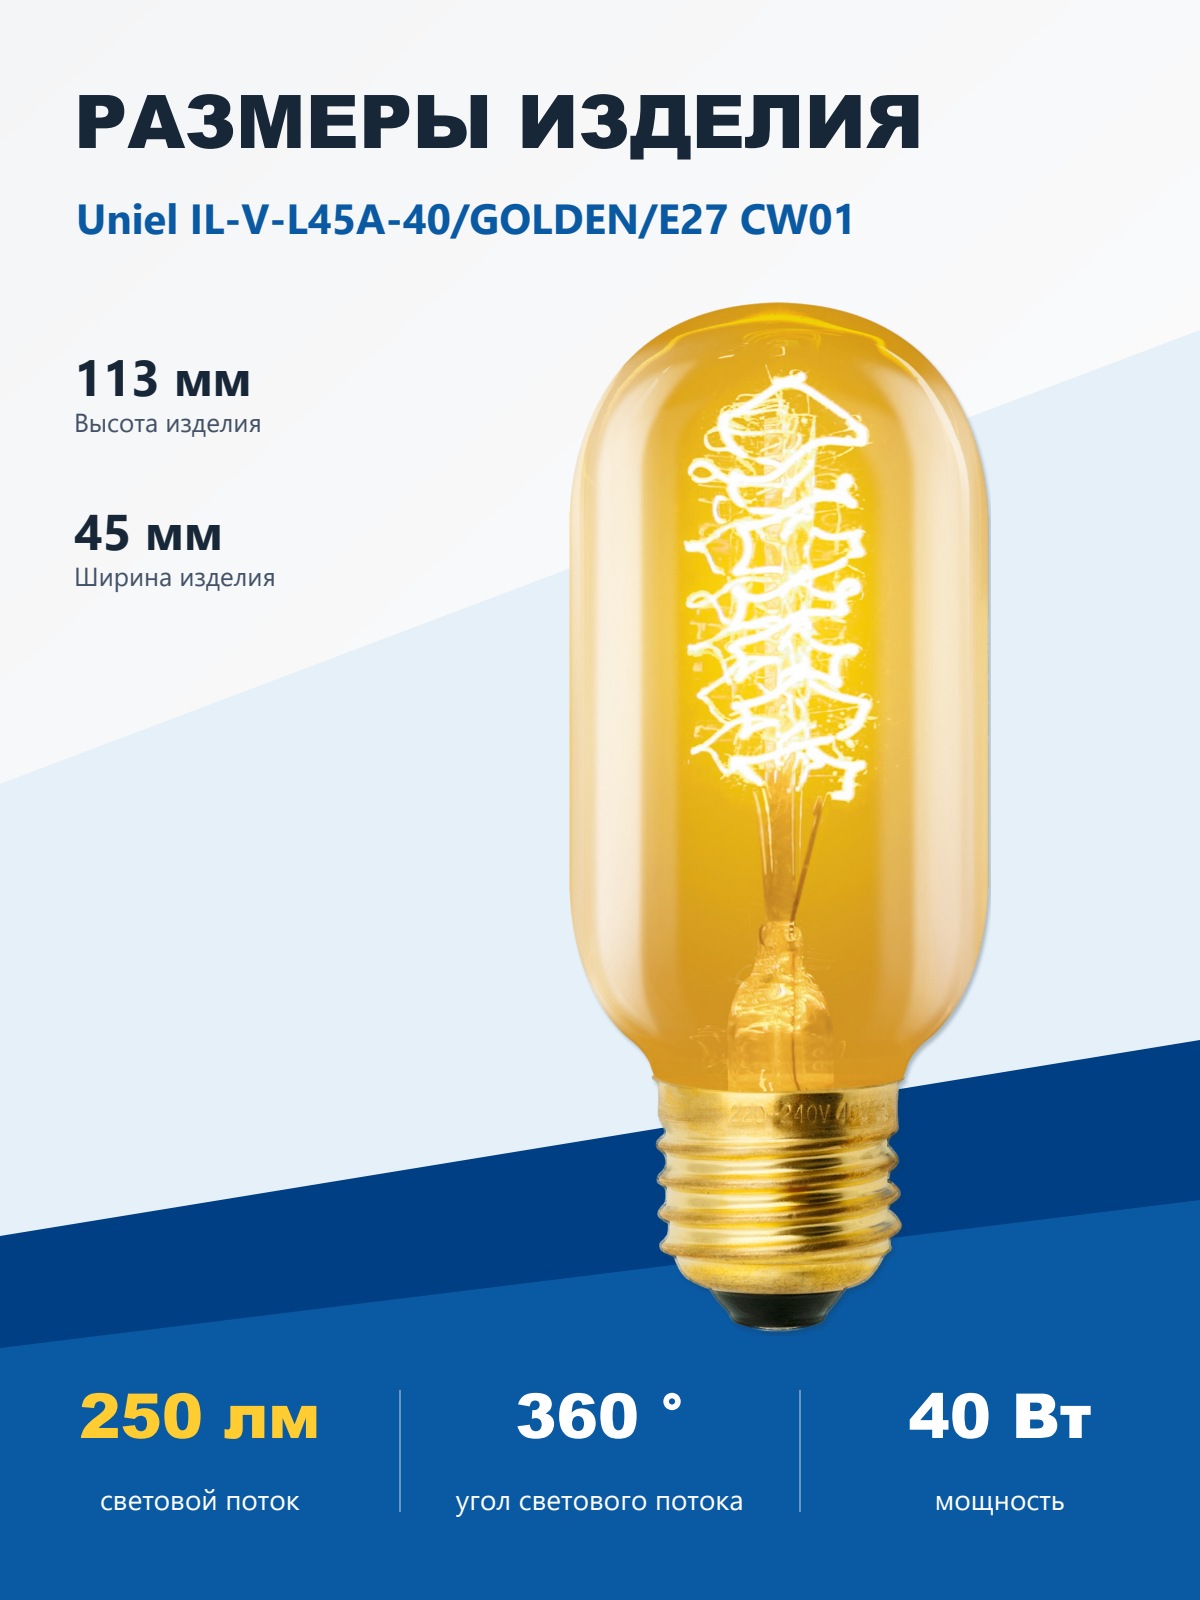 РАЗМЕРЫ ИЗДЕЛИЯ
Uniel IL-V-L45A-40/GOLDEN/E27 CW01
113 мм
Высота изделия
45 мм
Ширина изделия
240V
250 лм
световой поток
360 °
угол светового потока
40 Вт
мощность